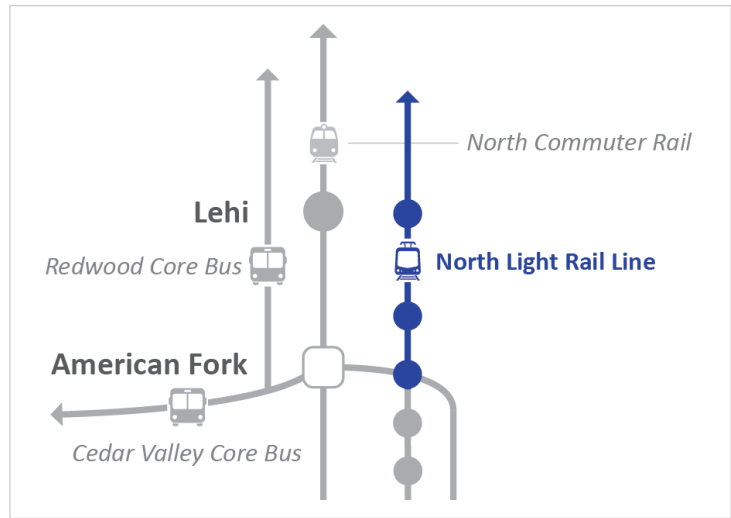 North Commuter Rail
Lehi
Redwood Core Bus
North Light Rail Line
American Fork
Cedar Valley Core Bus